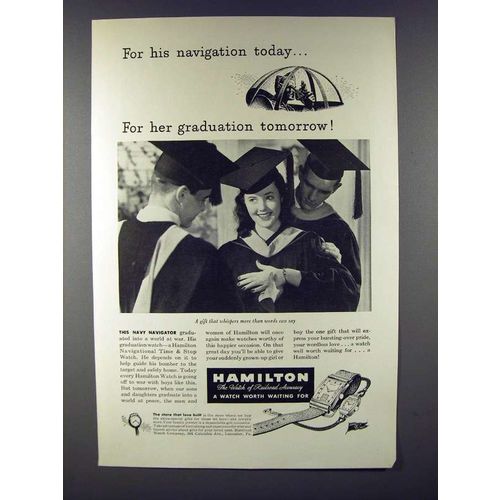 For his navigation today...
For her graduation tomorrow!
A gift that whispers more than words can say
THIS NAVY NAVIGATOR gradu-
ated into a world at war. His
graduation watch—a Hamilton
Navigational Time & Stop
Watch. He depends on it to
help guide his bomber to the
target and safely home. Today
every Hamilton Watch is going
off to war with boys like this.
But tomorrow, when our sons
and daughters graduate into a
world at peace, the men and
women of Hamilton will once
again make watches worthy of
this happier occasion. On that
great day you'll be able to give
your suddenly grown-up girl or
boy the one gift that will ex-
press your bursting-over pride,
your wordless love... a watch
well worth waiting for... a
Hamilton!
HAMILTON
The Watch of Railroad Accuracy
A WATCH WORTH WAITING FOR
The store that love built